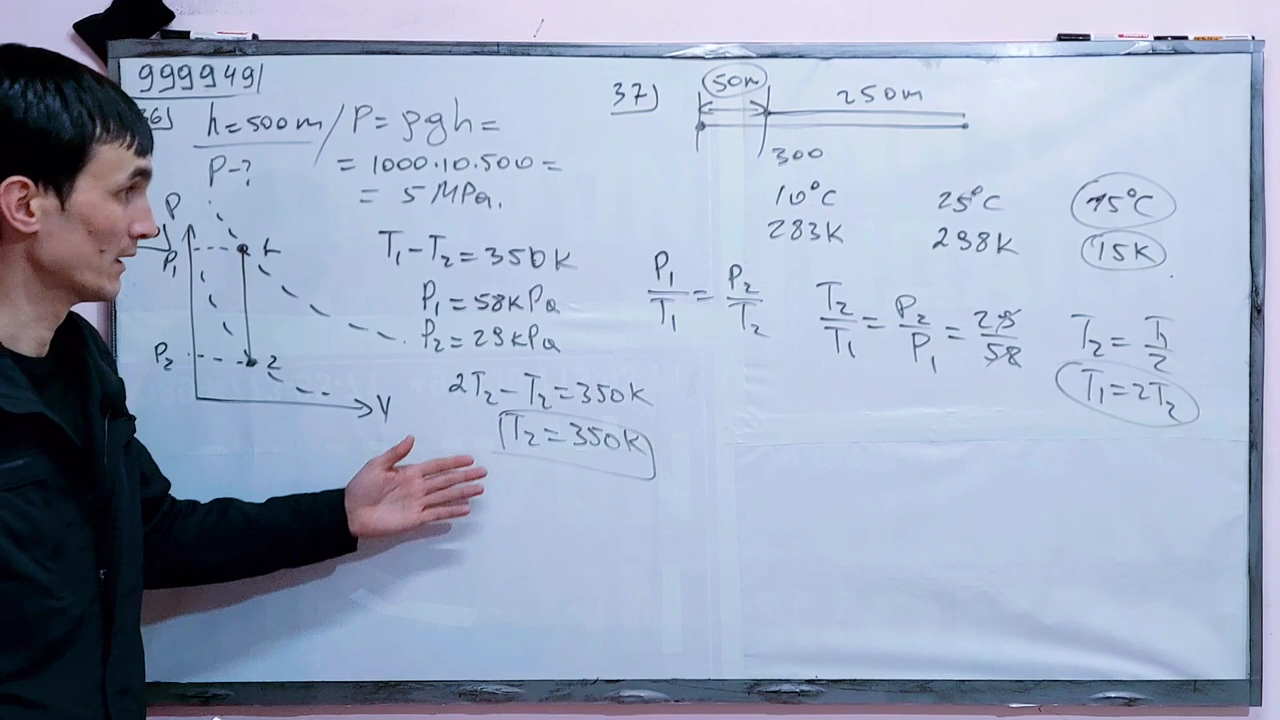 9999491
36) h=500m / P=ρgh=
P-? = 1000·10·500=
= 5 MPa.
P
P₁
1
P₂
2
V
T₁-T₂=350K
P₁=58kPa
P₂=29kPa
2T₂-T₂=350K
T₂=350K
37) 50m 250m
300
10°C 25°C 15°C
283K 298K 15K
P₁/T₁=P₂/T₂
T₂/T₁=P₂/P₁=29/58
T₂=T₁/2
T₁=2T₂